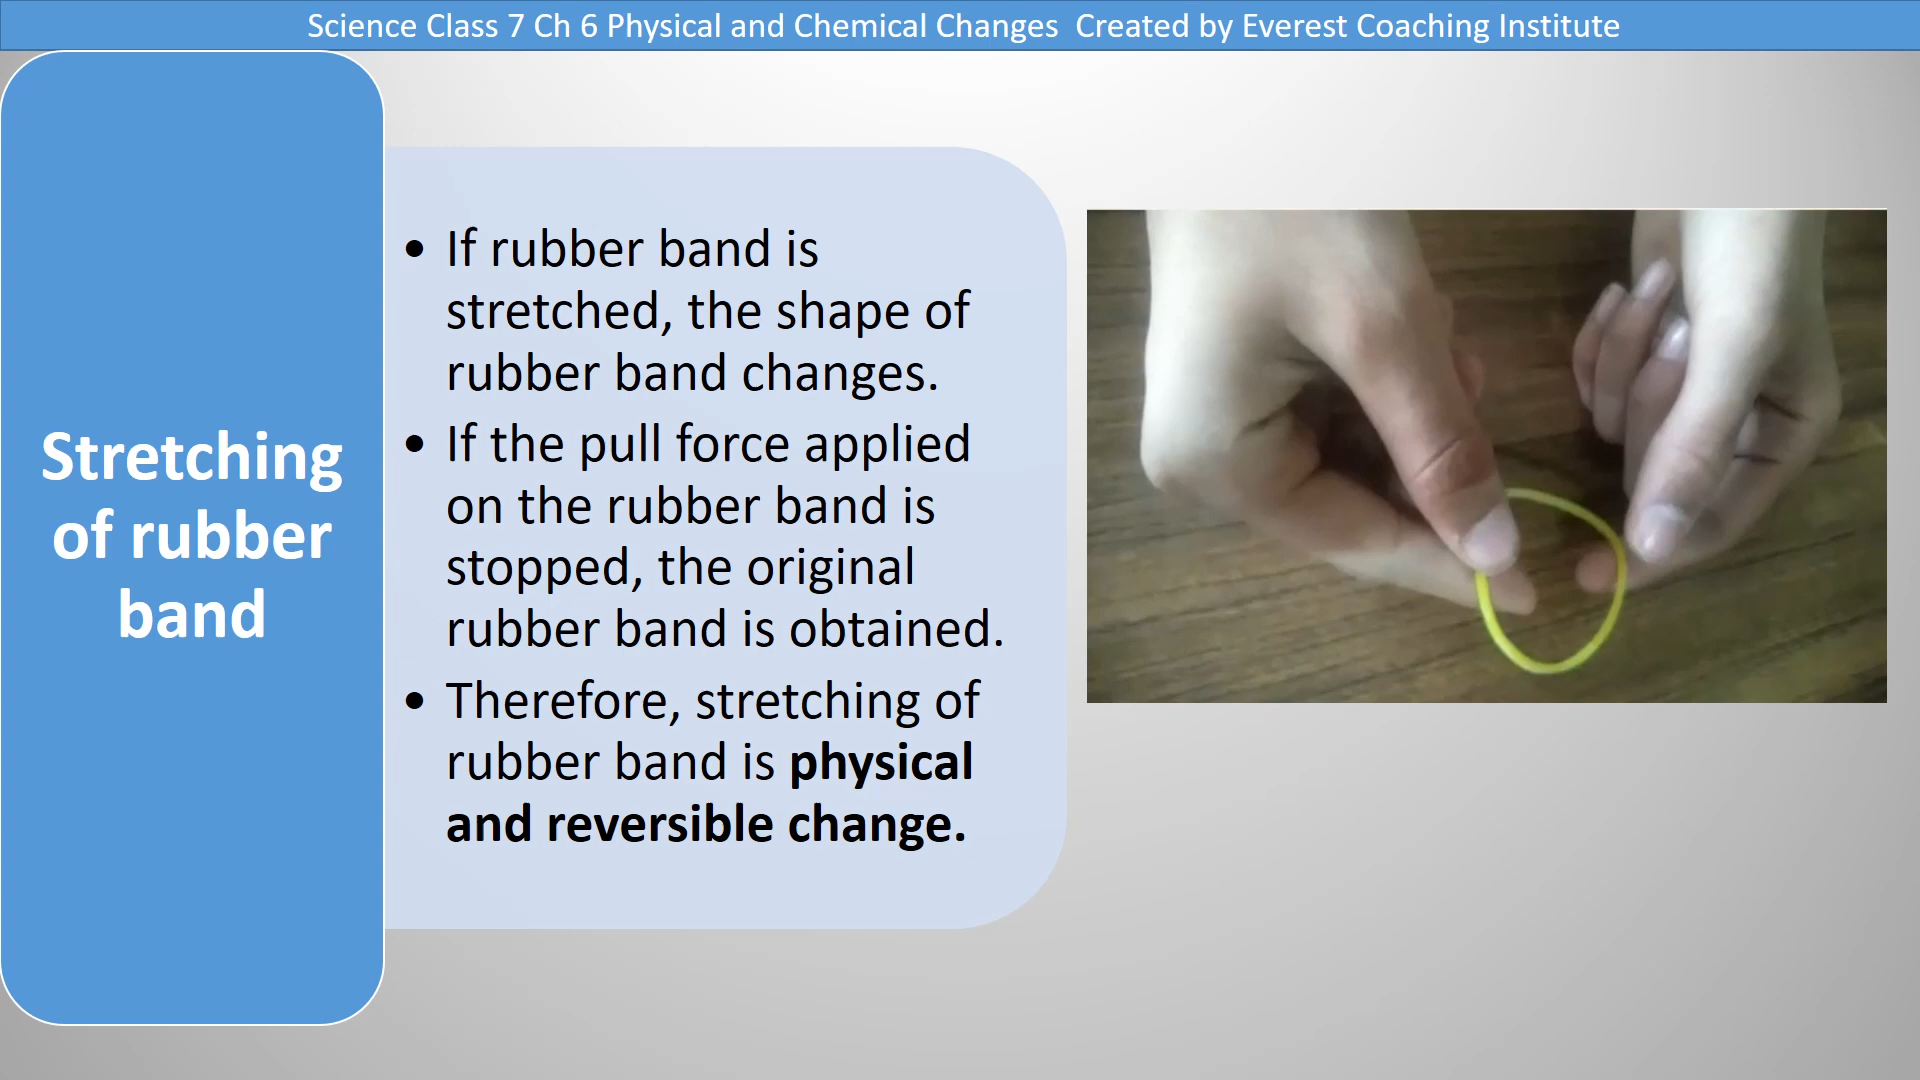 Science Class 7 Ch 6 Physical and Chemical Changes  Created by Everest Coaching Institute
Stretching
of rubber
band
• If rubber band is
stretched, the shape of
rubber band changes.
• If the pull force applied
on the rubber band is
stopped, the original
rubber band is obtained.
• Therefore, stretching of
rubber band is physical
and reversible change.